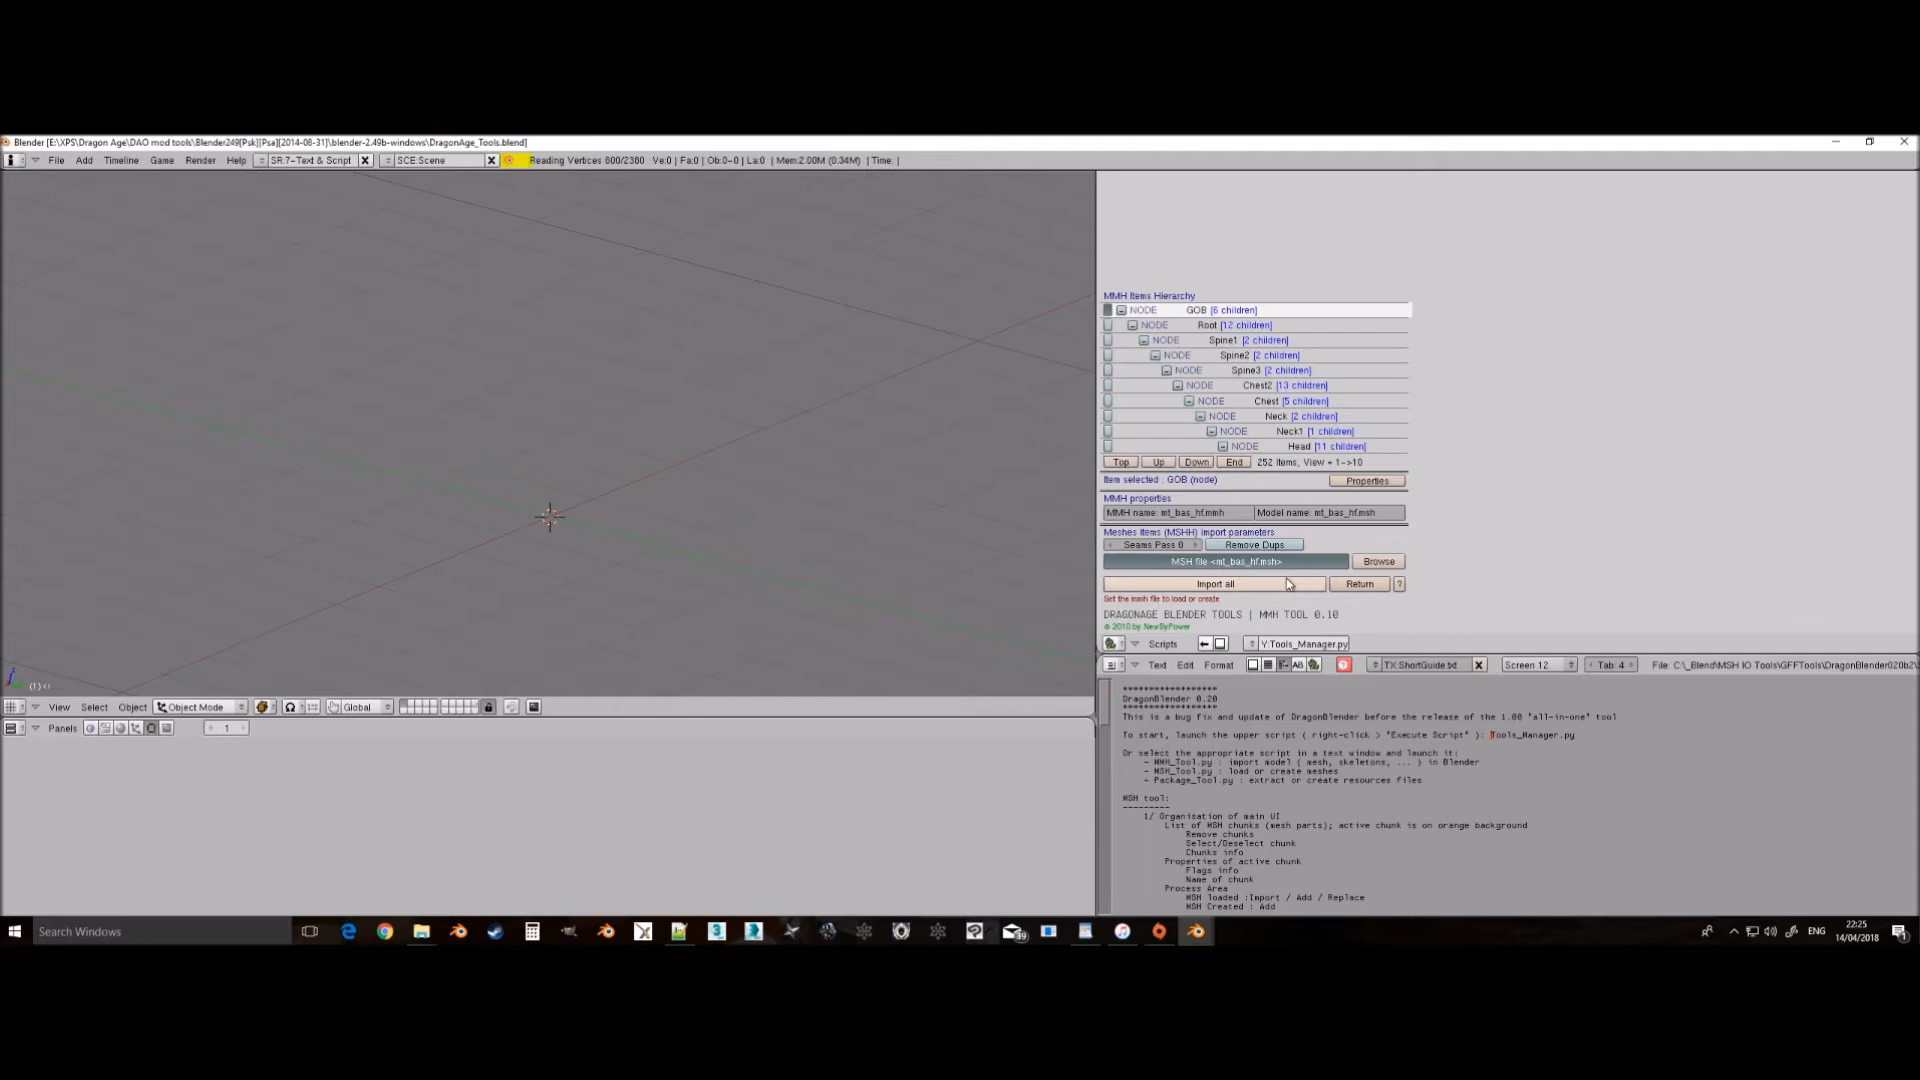 Blender [E:\XPS\Dragon Age\DAO mod tools\Blender249[Psk][Psa][2014-08-31]\blender-2.49b-windows\DragonAge_Tools.blend]
File Add Timeline Game Render Help SR:7-Text & Script SCE:Scene Reading Vertices 800/2380 Ve:0 | Fa:0 | Ob:0-0 | La:0 | Mem:2.00M (0.34M) | Time: |
MMH Items Hierarchy
NODE GOB [6 children]
NODE Root [12 children]
NODE Spine1 [2 children]
NODE Spine2 [2 children]
NODE Spine3 [2 children]
NODE Chest2 [13 children]
NODE Chest [5 children]
NODE Neck [2 children]
NODE Neck1 [1 children]
NODE Head [11 children]
Top Up Down End 252 items, View = 1->10
Item selected : GOB (node) Properties
MMH properties
MMH name: mt_bas_hf.mmh Model name: mt_bas_hf.msh
Meshes Items (MSHH) import parameters
Seams Pass 0 Remove Dups
MSH file <mt_bas_hf.msh> Browse
Import all Return ?
Set the mmh file to load or create
DRAGONAGE BLENDER TOOLS | MMH TOOL 0.10
© 2010 by NewByPower
Scripts Y:Tools_Manager.py
Text Edit Format AB TX:ShortGuide.txt Screen 12 Tab: 4 File: C:\_Blend\MSH IO Tools\GFFTools\DragonBlender020b2\
(1)
View Select Object Object Mode Global
Panels 1
******************
DragonBlender 0.20
******************
This is a bug fix and update of DragonBlender before the release of the 1.00 'all-in-one' tool
To start, launch the upper script ( right-click > "Execute Script" ): Tools_Manager.py
Or select the appropriate script in a text window and launch it:
- MMH_Tool.py : import model ( mesh, skeletons, ... ) in Blender
- MSH_Tool.py : load or create meshes
- Package_Tool.py : extract or create resources files
MSH tool:
---------
1/ Organisation of main UI
List of MSH chunks (mesh parts); active chunk is on orange background
Remove chunks
Select/Deselect chunk
Chunks info
Properties of active chunk
Flags info
Name of chunk
Process Area
MSH loaded :Import / Add / Replace
MSH Created : Add
Search Windows
39
ENG
22:25
14/04/2018
1